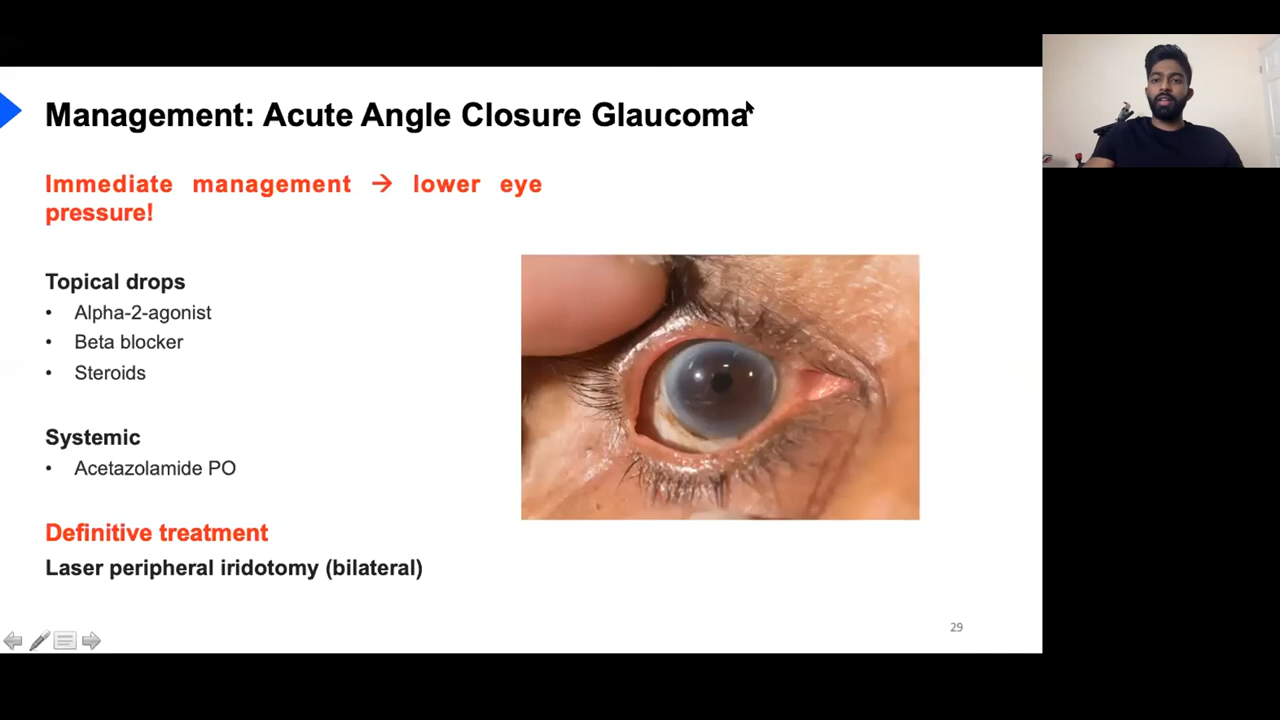 Management: Acute Angle Closure Glaucoma
Immediate management → lower eye
pressure!
Topical drops
• Alpha-2-agonist
• Beta blocker
• Steroids
Systemic
• Acetazolamide PO
Definitive treatment
Laser peripheral iridotomy (bilateral)
29